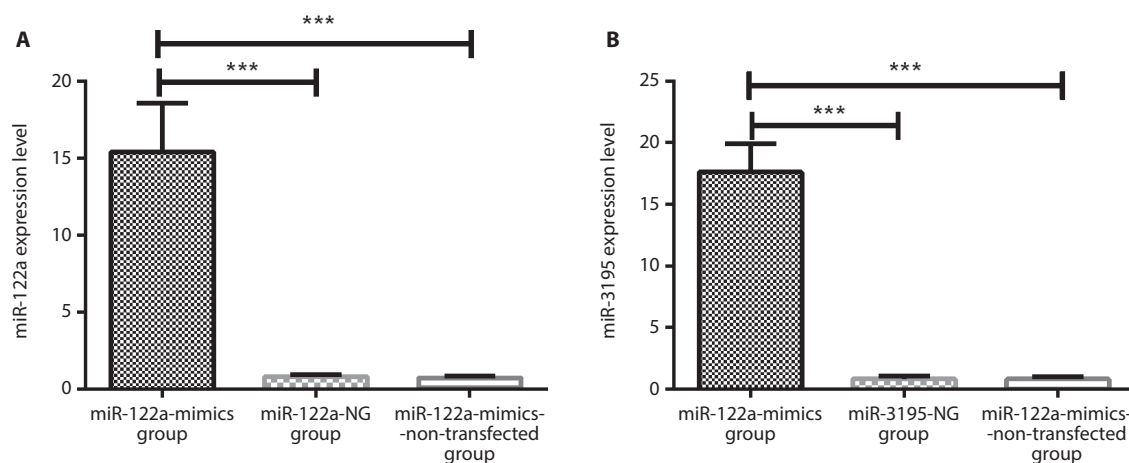 A
miR-122a expression level
20
15
10
5
0
***
***
miR-122a-mimics
group
miR-122a-NG
group
miR-122a-mimics-
-non-transfected
group
B
miR-3195 expression level
25
20
15
10
5
0
***
***
miR-122a-mimics
group
miR-3195-NG
group
miR-122a-mimics-
-non-transfected
group